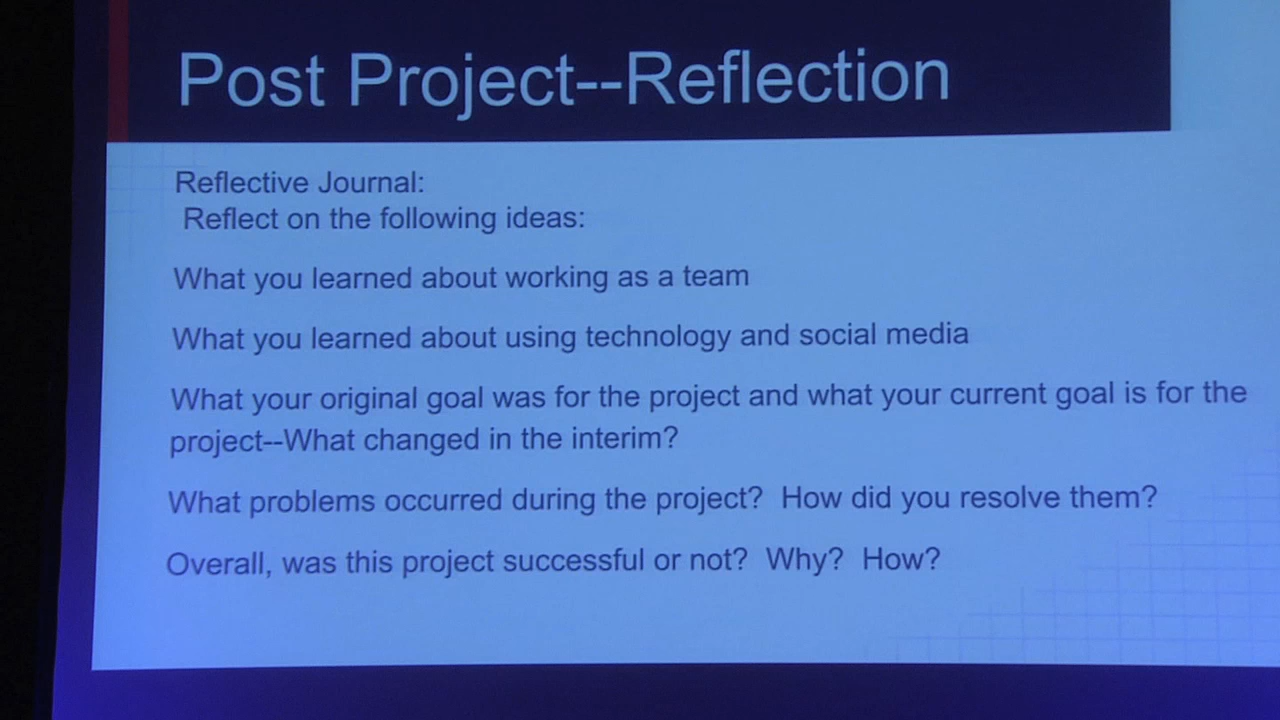 Post Project--Reflection
Reflective Journal:
Reflect on the following ideas:
What you learned about working as a team
What you learned about using technology and social media
What your original goal was for the project and what your current goal is for the
project--What changed in the interim?
What problems occurred during the project?  How did you resolve them?
Overall, was this project successful or not?  Why?  How?